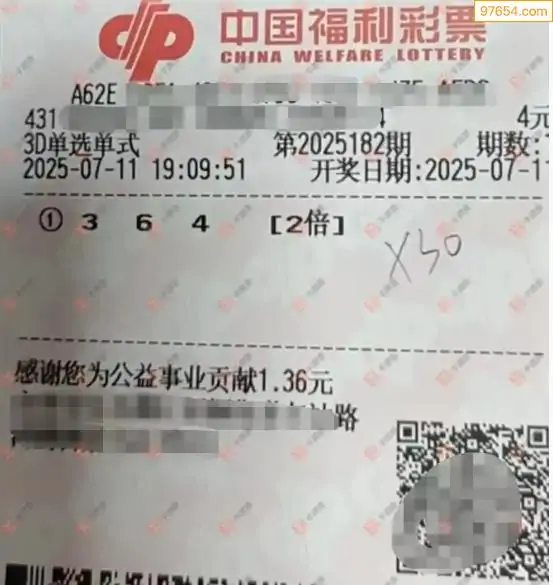 97654.com
中国福利彩票
CHINA WELFARE LOTTERY
A62E
431 4元
3D单选单式 第2025182期 期数:
2025-07-11 19:09:51 开奖日期:2025-07-1
① 3 6 4 [2倍]
X50
感谢您为公益事业贡献1.36元
路